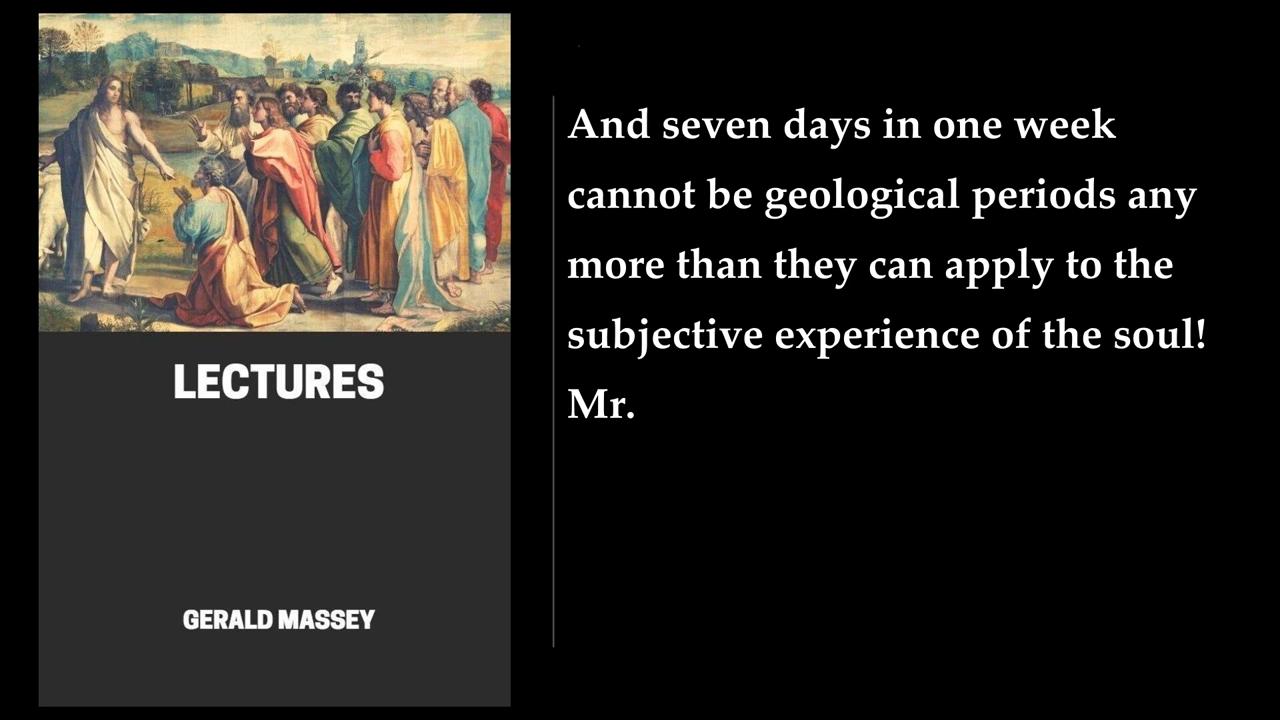 LECTURES
GERALD MASSEY
And seven days in one week
cannot be geological periods any
more than they can apply to the
subjective experience of the soul!
Mr.